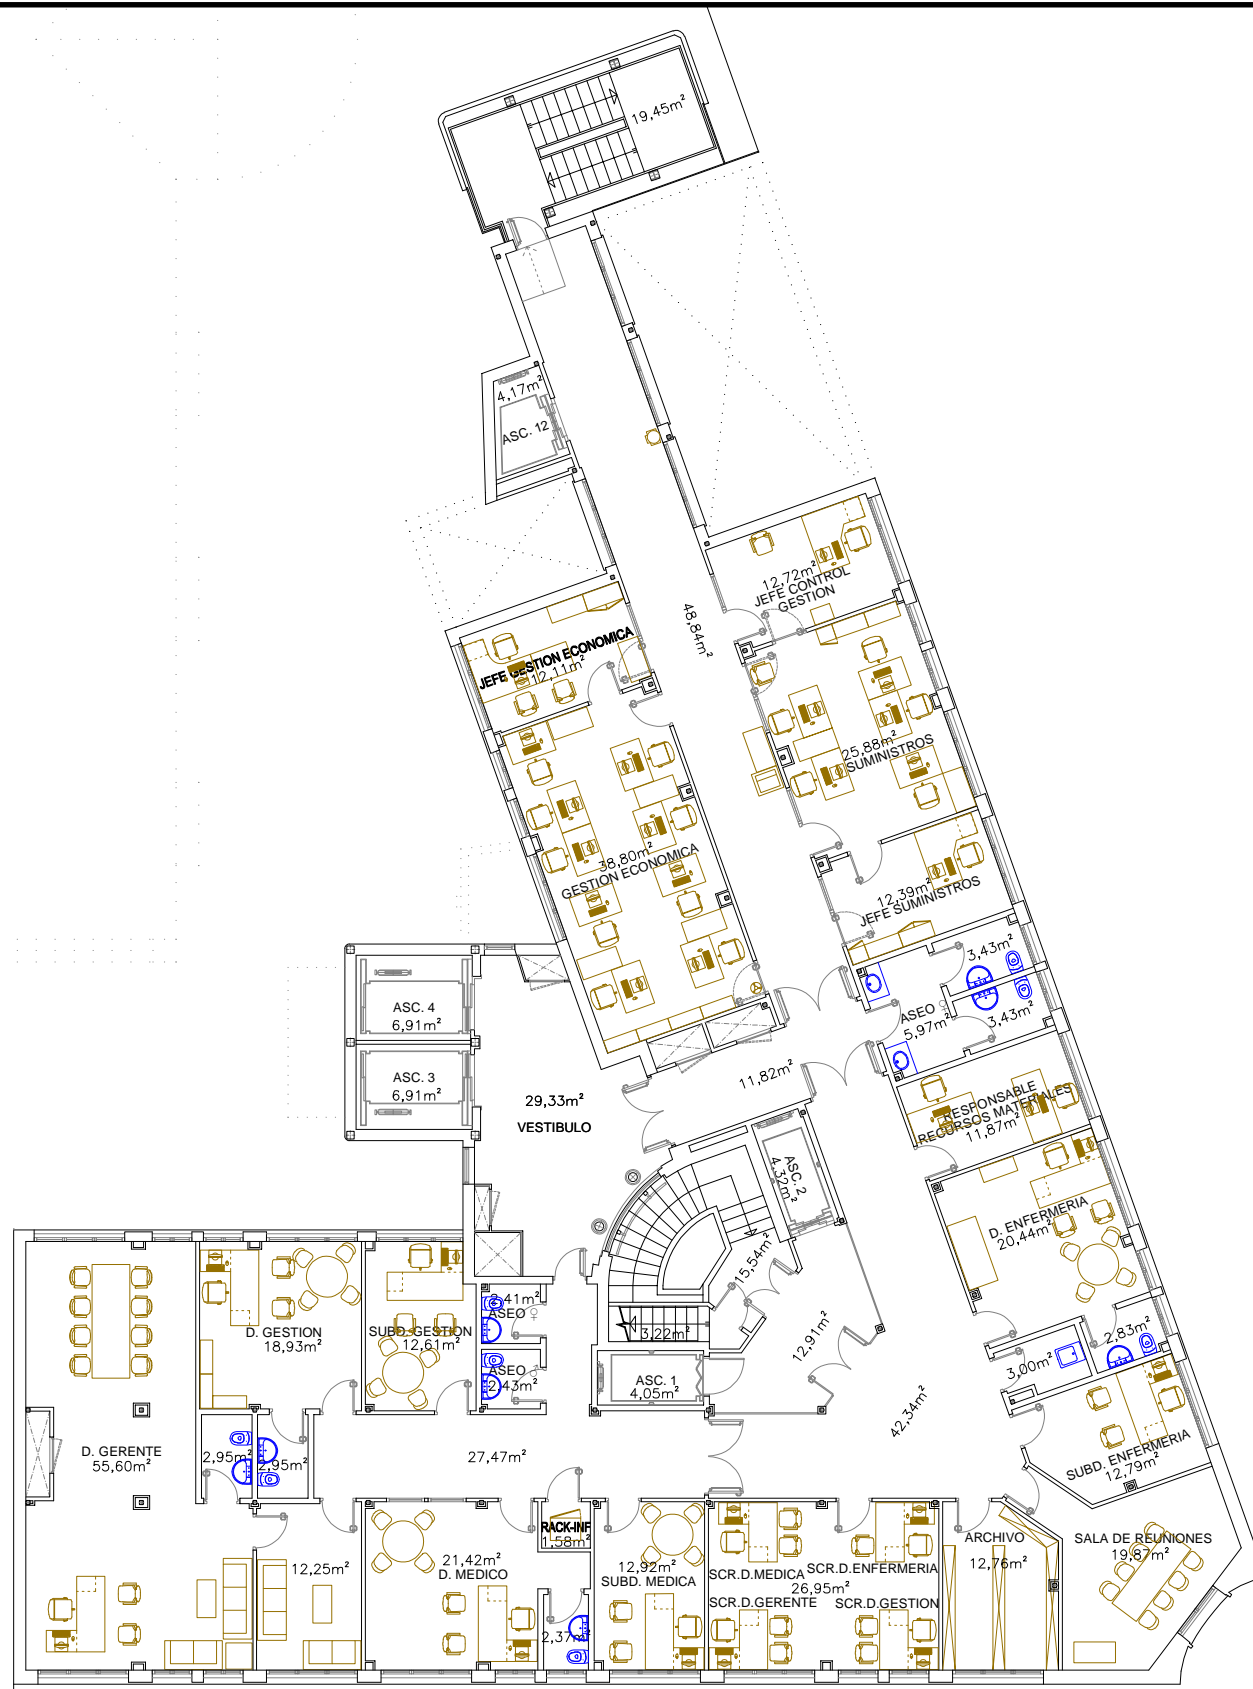 19,45m²
4,17m²
ASC. 12
12,72m²
JEFE CONTROL
GESTION
48,84m²
JEFE GESTION ECONOMICA
12,11m²
25,88m²
SUMINISTROS
38,80m²
GESTION ECONOMICA
12,39m²
JEFE SUMINISTROS
3,43m²
ASEO ♀
5,97m²
3,43m²
ASC. 4
6,91m²
ASC. 3
6,91m²
11,82m²
29,33m²
VESTIBULO
RESPONSABLE
RECURSOS MATERIALES
11,87m²
ASC. 2
4,32m²
D. ENFERMERIA
20,44m²
15,54m²
D. GESTION
18,93m²
SUBD. GESTION
12,61m²
2,41m²
ASEO ♀
3,22m²
12,91m²
2,83m²
3,00m²
ASEO ♂
2,43m²
ASC. 1
4,05m²
42,34m²
D. GERENTE
55,60m²
2,95m²
2,95m²
27,47m²
SUBD. ENFERMERIA
12,79m²
RACK-INF
1,58m²
12,25m²
21,42m²
D. MEDICO
2,37m²
12,92m²
SUBD. MEDICA
SCR.D.MEDICA
SCR.D.ENFERMERIA
26,95m²
SCR.D.GERENTE
SCR.D.GESTION
ARCHIVO
12,76m²
SALA DE REUNIONES
19,87m²